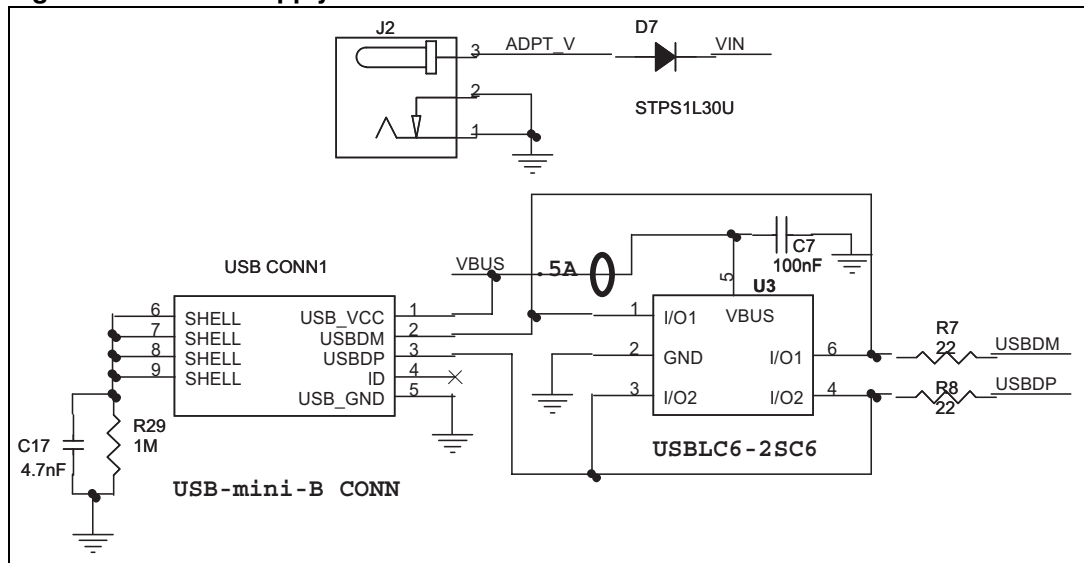 J2
D7
3 ADPT_V VIN
2
STPS1L30U
1
C7
100nF
USB CONN1
VBUS
.5A
5
U3
6 SHELL USB_VCC 1
7 SHELL USBDM 2
8 SHELL USBDP 3
9 SHELL ID 4
USB_GND 5
1 I/O1 VBUS
2 GND I/O1 6
3 I/O2 I/O2 4
R7
22
USBDM
R8
22
USBDP
C17
4.7nF
R29
1M
USBLC6-2SC6
USB-mini-B CONN